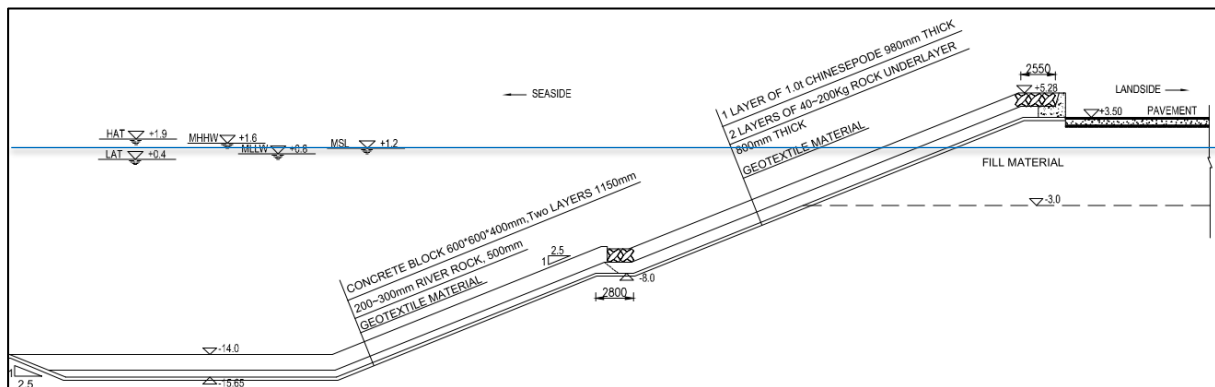 1 LAYER OF 1.0t CHINESEPODE 980mm THICK
2 LAYERS OF 40~200Kg ROCK UNDERLAYER
800mm THICK
GEOTEXTILE MATERIAL
2550
+5.28
SEASIDE
LANDSIDE
+3.50
PAVEMENT
HAT +1.9
MHHW +1.6
MSL +1.2
LAT +0.4
MLLW +0.8
FILL MATERIAL
-3.0
CONCRETE BLOCK 600*600*400mm,Two LAYERS 1150mm
200~300mm RIVER ROCK, 500mm
GEOTEXTILE MATERIAL
2.5
1
-8.0
2800
-14.0
1
2.5
-15.65